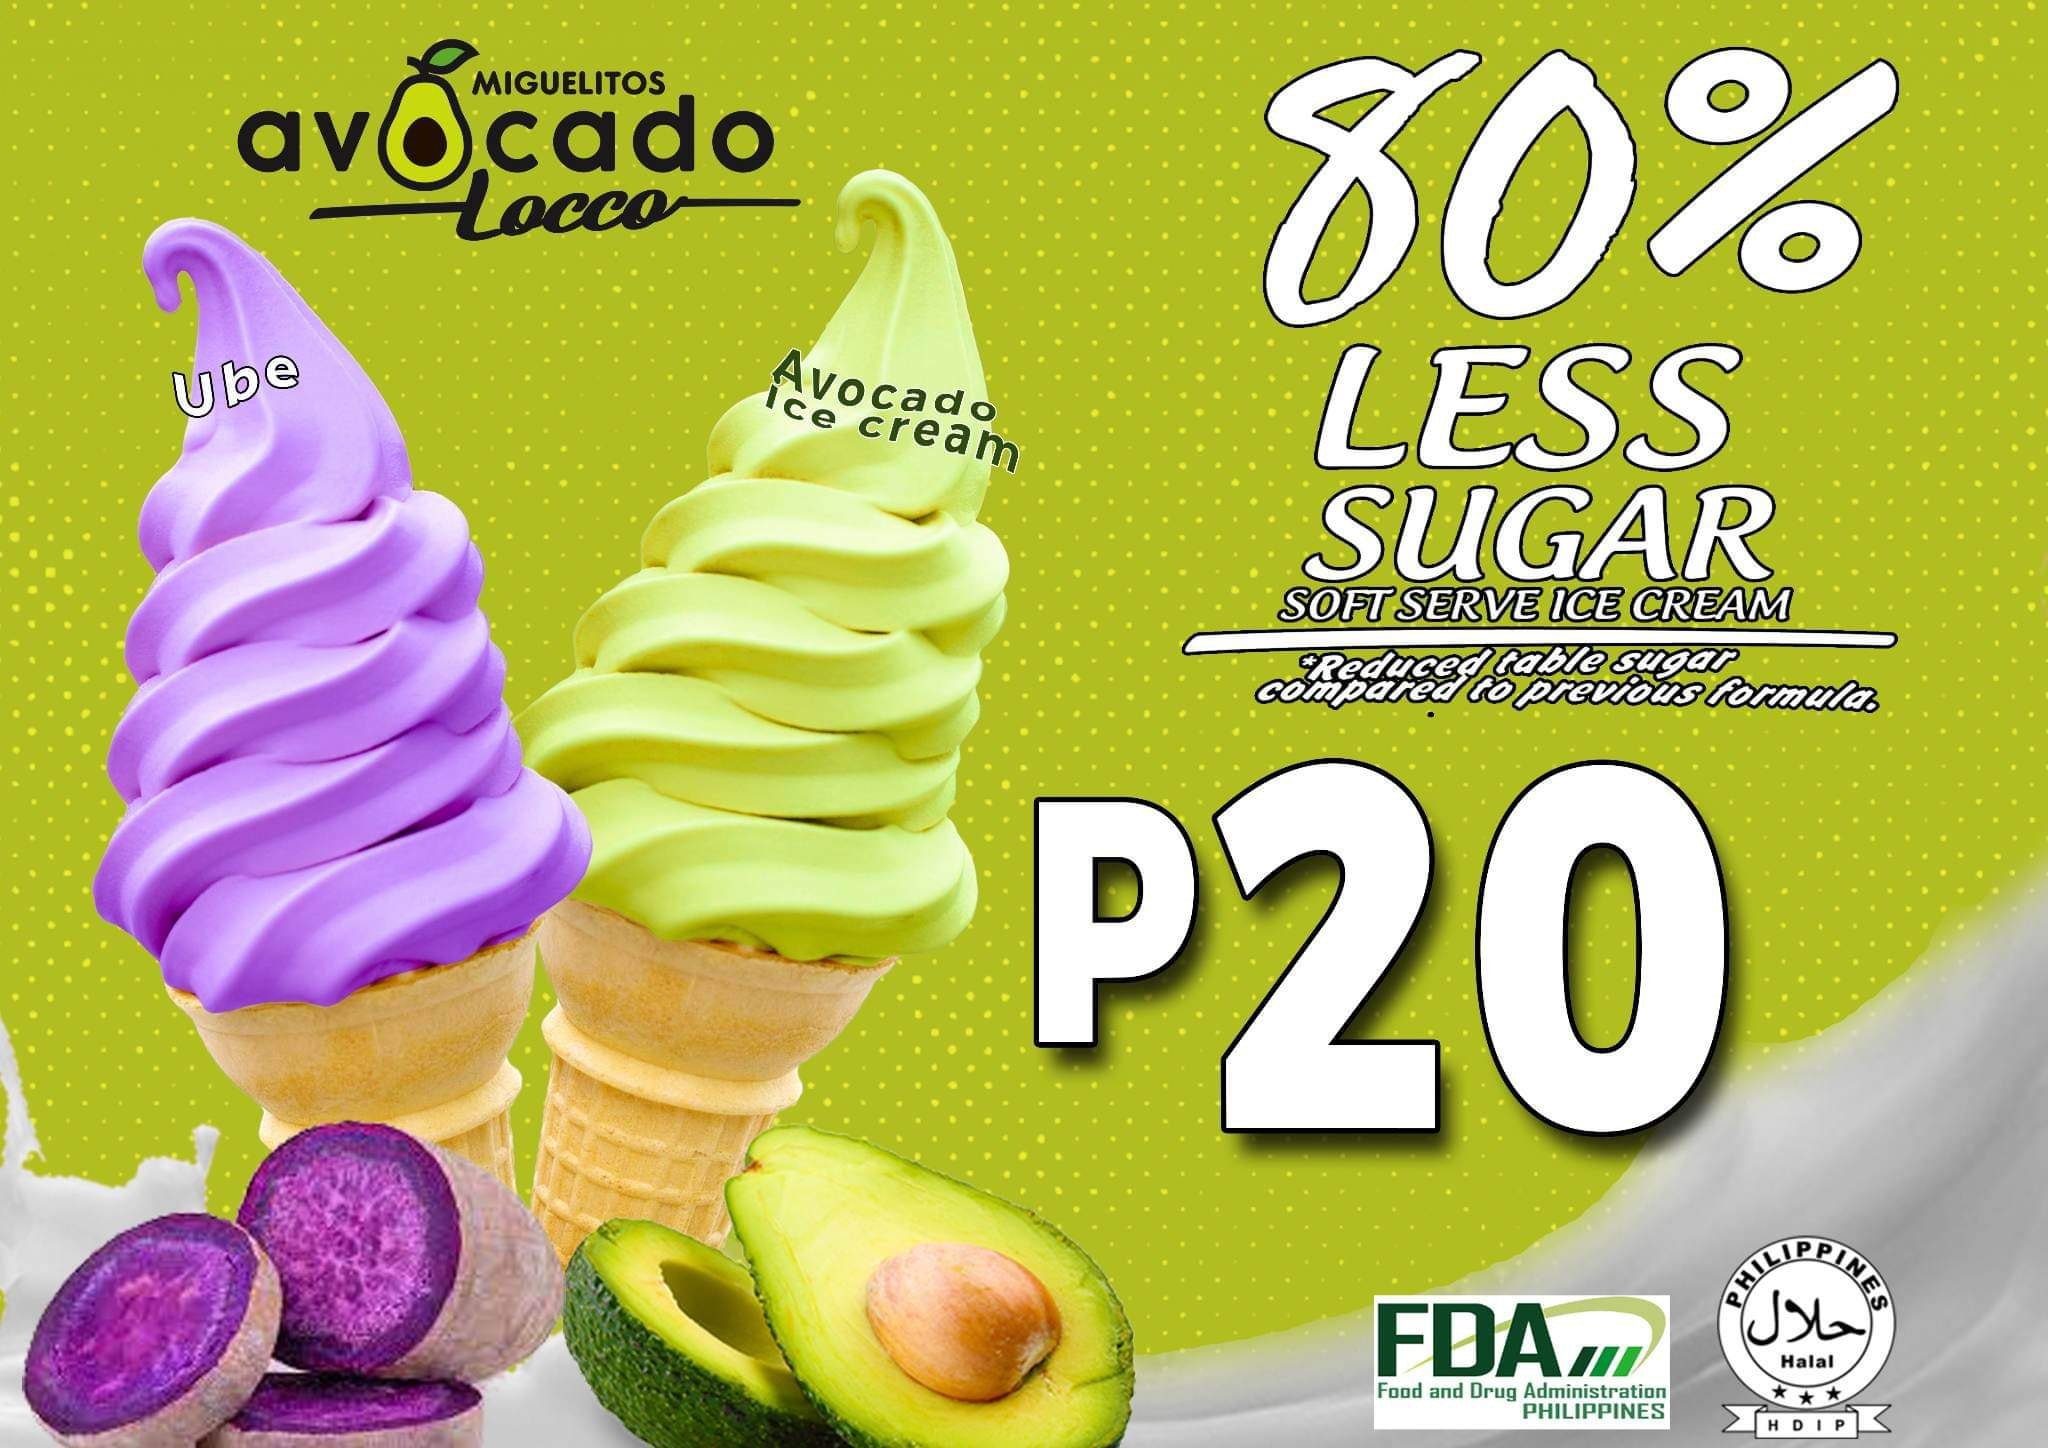 MIGUELITOS
avocado
Locco
Ube
Avocado
ice cream
80%
LESS
SUGAR
SOFT SERVE ICE CREAM
*Reduced table sugar
compared to previous formula.
P20
FDA
Food and Drug Administration
PHILIPPINES
PHILIPPINES
حلال
Halal
HDIP